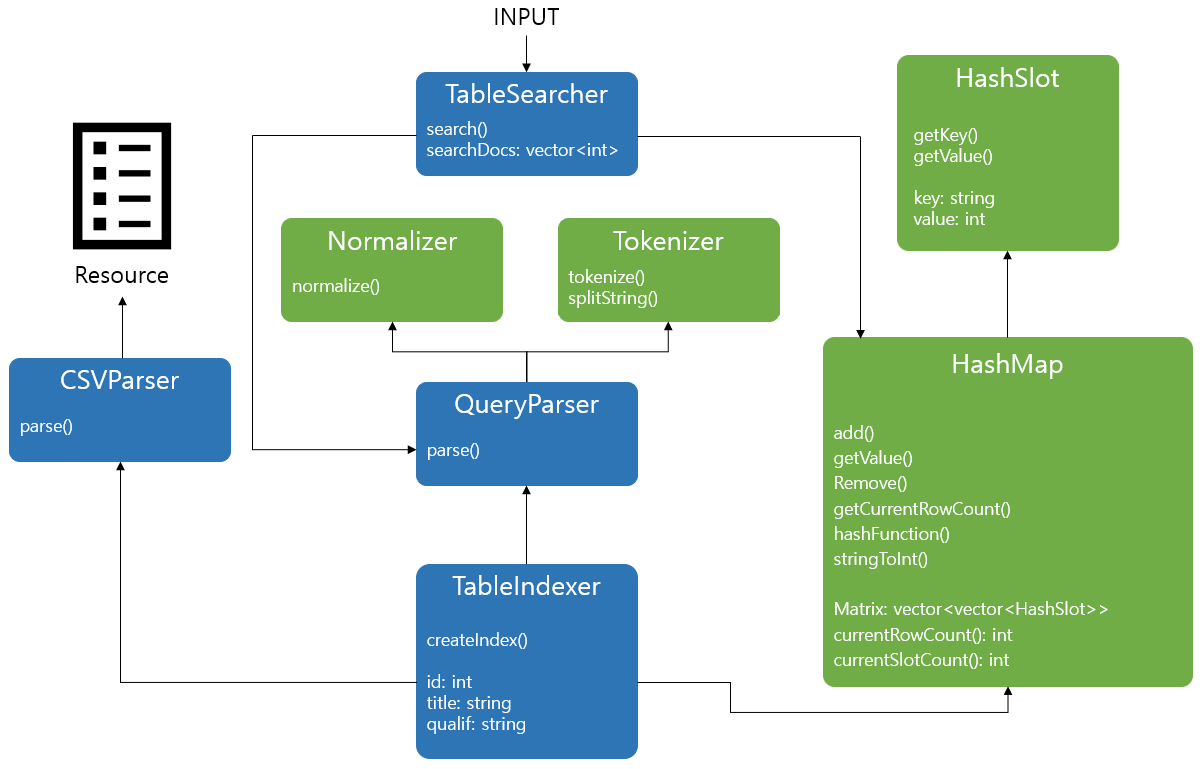 INPUT
TableSearcher
search()
searchDocs: vector<int>
HashSlot
getKey()
getValue()
key: string
value: int
Resource
Normalizer
normalize()
Tokenizer
tokenize()
splitString()
CSVParser
parse()
QueryParser
parse()
HashMap
add()
getValue()
Remove()
getCurrentRowCount()
hashFunction()
stringToInt()
Matrix: vector<vector<HashSlot>>
currentRowCount(): int
currentSlotCount(): int
TableIndexer
createIndex()
id: int
title: string
qualif: string